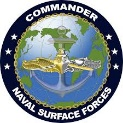 COMMANDER
NAVAL SURFACE FORCES